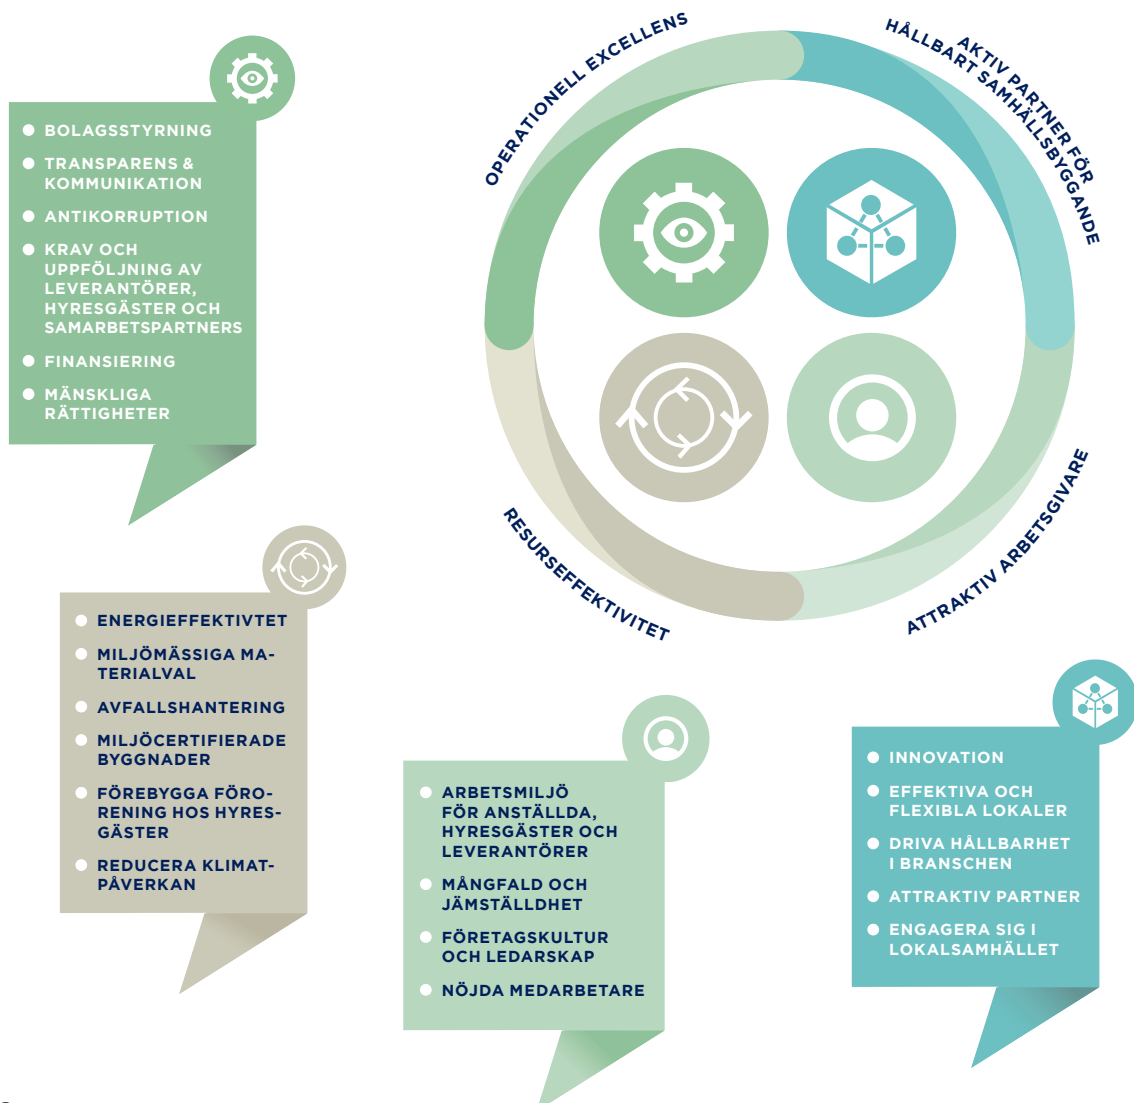 OPERATIONELL EXCELLENS
AKTIV PARTNER FÖR
HÅLLBART SAMHÄLLSBYGGANDE
RESURSEFFEKTIVITET
ATTRAKTIV ARBETSGIVARE
BOLAGSSTYRNING
TRANSPARENS &
KOMMUNIKATION
ANTIKORRUPTION
KRAV OCH
UPPFÖLJNING AV
LEVERANTÖRER,
HYRESGÄSTER OCH
SAMARBETSPARTNERS
FINANSIERING
MÄNSKLIGA
RÄTTIGHETER
ENERGIEFFEKTIVTET
MILJÖMÄSSIGA MA-
TERIALVAL
AVFALLSHANTERING
MILJÖCERTIFIERADE
BYGGNADER
FÖREBYGGA FÖRO-
RENING HOS HYRES-
GÄSTER
REDUCERA KLIMAT-
PÅVERKAN
ARBETSMILJÖ
FÖR ANSTÄLLDA,
HYRESGÄSTER OCH
LEVERANTÖRER
MÅNGFALD OCH
JÄMSTÄLLDHET
FÖRETAGSKULTUR
OCH LEDARSKAP
NÖJDA MEDARBETARE
INNOVATION
EFFEKTIVA OCH
FLEXIBLA LOKALER
DRIVA HÅLLBARHET
I BRANSCHEN
ATTRAKTIV PARTNER
ENGAGERA SIG I
LOKALSAMHÄLLET